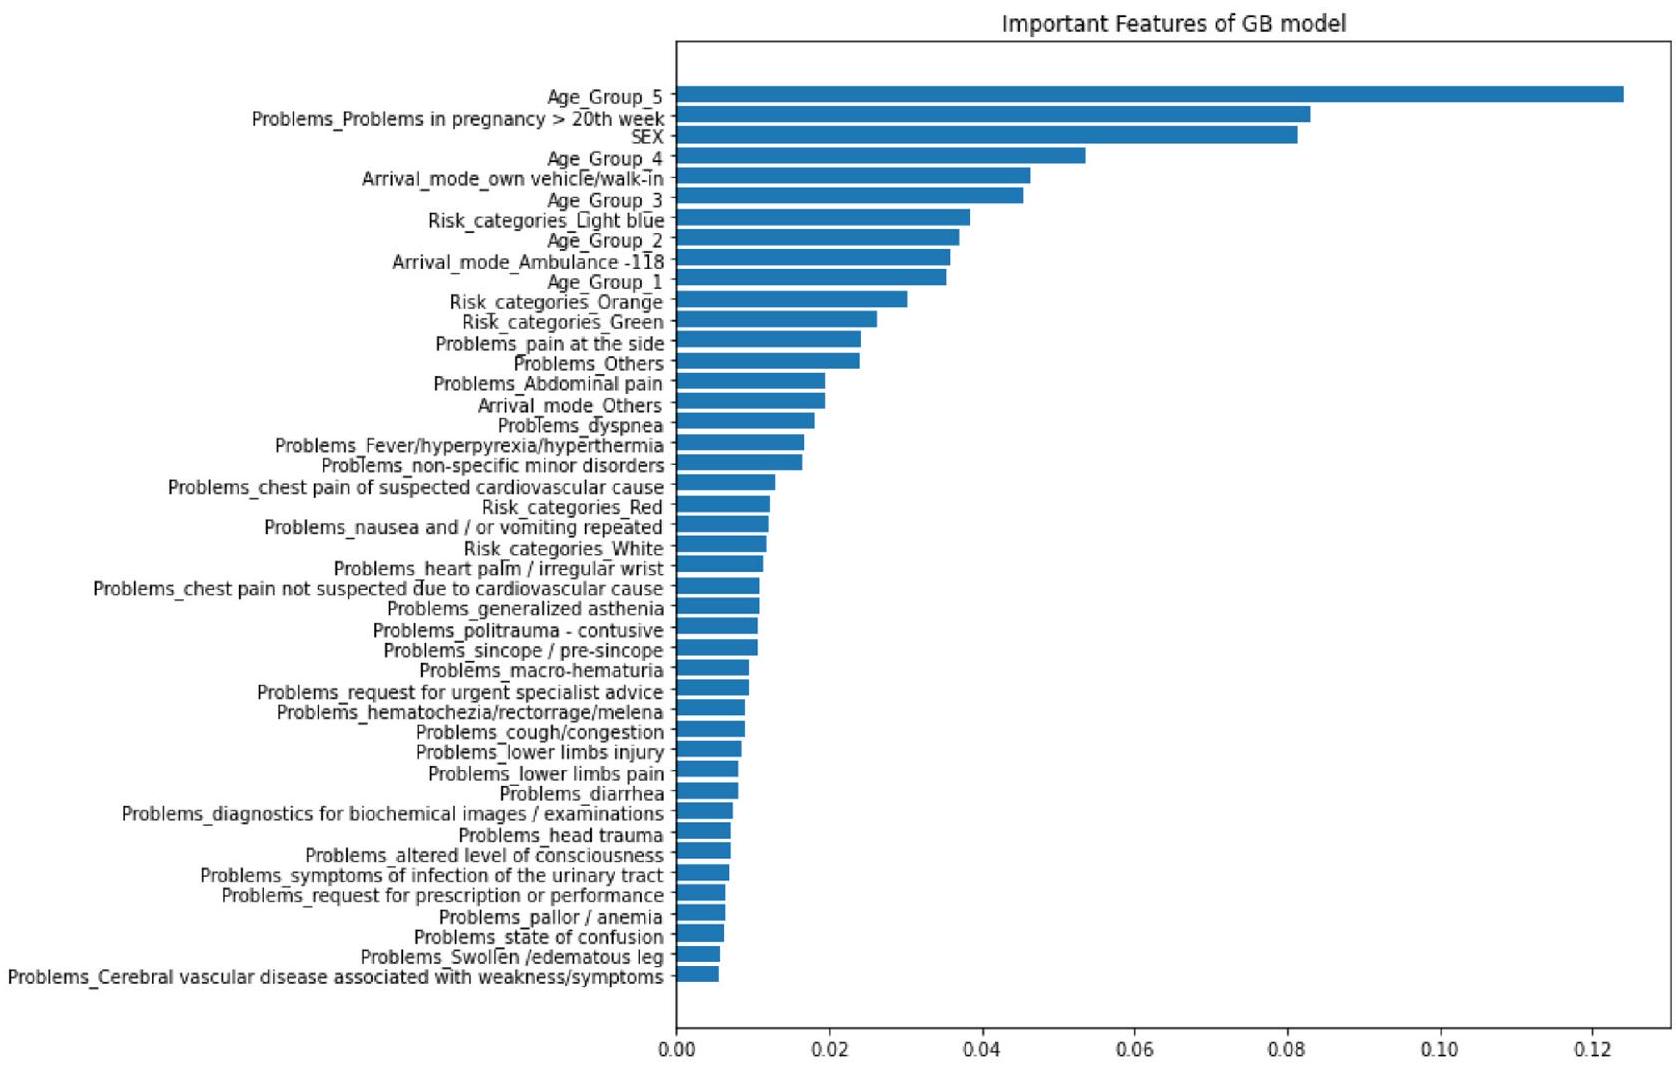 Important Features of GB model
Age_Group_5
Problems_Problems in pregnancy > 20th week
SEX
Age_Group_4
Arrival_mode_own vehicle/walk-in
Age_Group_3
Risk_categories_Light blue
Age_Group_2
Arrival_mode_Ambulance -118
Age_Group_1
Risk_categories_Orange
Risk_categories_Green
Problems_pain at the side
Problems_Others
Problems_Abdominal pain
Arrival_mode_Others
Problems_dyspnea
Problems_Fever/hyperpyrexia/hyperthermia
Problems_non-specific minor disorders
Problems_chest pain of suspected cardiovascular cause
Risk_categories_Red
Problems_nausea and / or vomiting repeated
Risk_categories_White
Problems_heart palm / irregular wrist
Problems_chest pain not suspected due to cardiovascular cause
Problems_generalized asthenia
Problems_politrauma - contusive
Problems_sincope / pre-sincope
Problems_macro-hematuria
Problems_request for urgent specialist advice
Problems_hematochezia/rectorrage/melena
Problems_cough/congestion
Problems_lower limbs injury
Problems_lower limbs pain
Problems_diarrhea
Problems_diagnostics for biochemical images / examinations
Problems_head trauma
Problems_altered level of consciousness
Problems_symptoms of infection of the urinary tract
Problems_request for prescription or performance
Problems_pallor / anemia
Problems_state of confusion
Problems_Swollen /edematous leg
Problems_Cerebral vascular disease associated with weakness/symptoms
0.00 0.02 0.04 0.06 0.08 0.10 0.12